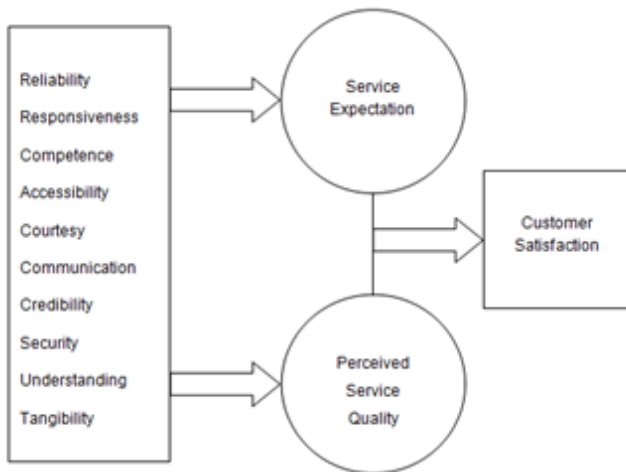 Reliability
Responsiveness
Competence
Accessibility
Courtesy
Communication
Credibility
Security
Understanding
Tangibility
Service
Expectation
Perceived
Service
Quality
Customer
Satisfaction